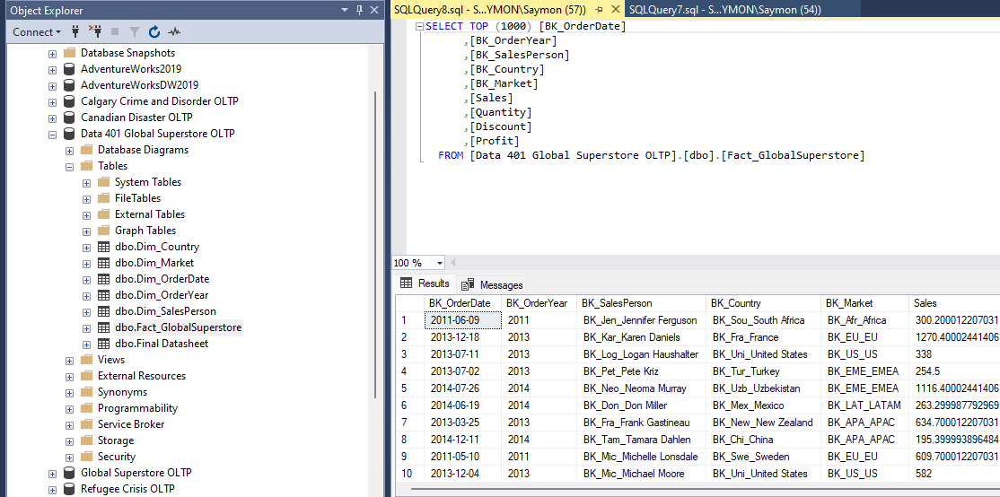 Object Explorer
Connect
Database Snapshots
AdventureWorks2019
AdventureWorksDW2019
Calgary Crime and Disorder OLTP
Canadian Disaster OLTP
Data 401 Global Superstore OLTP
Database Diagrams
Tables
System Tables
FileTables
External Tables
Graph Tables
dbo.Dim_Country
dbo.Dim_Market
dbo.Dim_OrderDate
dbo.Dim_OrderYear
dbo.Dim_SalesPerson
dbo.Fact_GlobalSuperstore
dbo.Final Datasheet
Views
External Resources
Synonyms
Programmability
Service Broker
Storage
Security
Global Superstore OLTP
Refugee Crisis OLTP
SQLQuery8.sql - S...YMON\Saymon (57)) SQLQuery7.sql - S...YMON\Saymon (54))
SELECT TOP (1000) [BK_OrderDate]
,[BK_OrderYear]
,[BK_SalesPerson]
,[BK_Country]
,[BK_Market]
,[Sales]
,[Quantity]
,[Discount]
,[Profit]
FROM [Data 401 Global Superstore OLTP].[dbo].[Fact_GlobalSuperstore]
100 %
Results Messages
BK_OrderDate BK_OrderYear BK_SalesPerson BK_Country BK_Market Sales
1 2011-06-09 2011 BK_Jen_Jennifer Ferguson BK_Sou_South Africa BK_Afr_Africa 300.200012207031
2 2013-12-18 2013 BK_Kar_Karen Daniels BK_Fra_France BK_EU_EU 1270.40002441406
3 2013-07-11 2013 BK_Log_Logan Haushalter BK_Uni_United States BK_US_US 338
4 2013-07-02 2013 BK_Pet_Pete Kriz BK_Tur_Turkey BK_EME_EMEA 254.5
5 2014-07-26 2014 BK_Neo_Neoma Murray BK_Uzb_Uzbekistan BK_EME_EMEA 1116.40002441406
6 2014-06-19 2014 BK_Don_Don Miller BK_Mex_Mexico BK_LAT_LATAM 263.299987792969
7 2013-03-25 2013 BK_Fra_Frank Gastineau BK_New_New Zealand BK_APA_APAC 634.700012207031
8 2014-12-11 2014 BK_Tam_Tamara Dahlen BK_Chi_China BK_APA_APAC 195.399993896484
9 2011-05-10 2011 BK_Mic_Michelle Lonsdale BK_Swe_Sweden BK_EU_EU 609.700012207031
10 2013-12-04 2013 BK_Mic_Michael Moore BK_Uni_United States BK_US_US 582